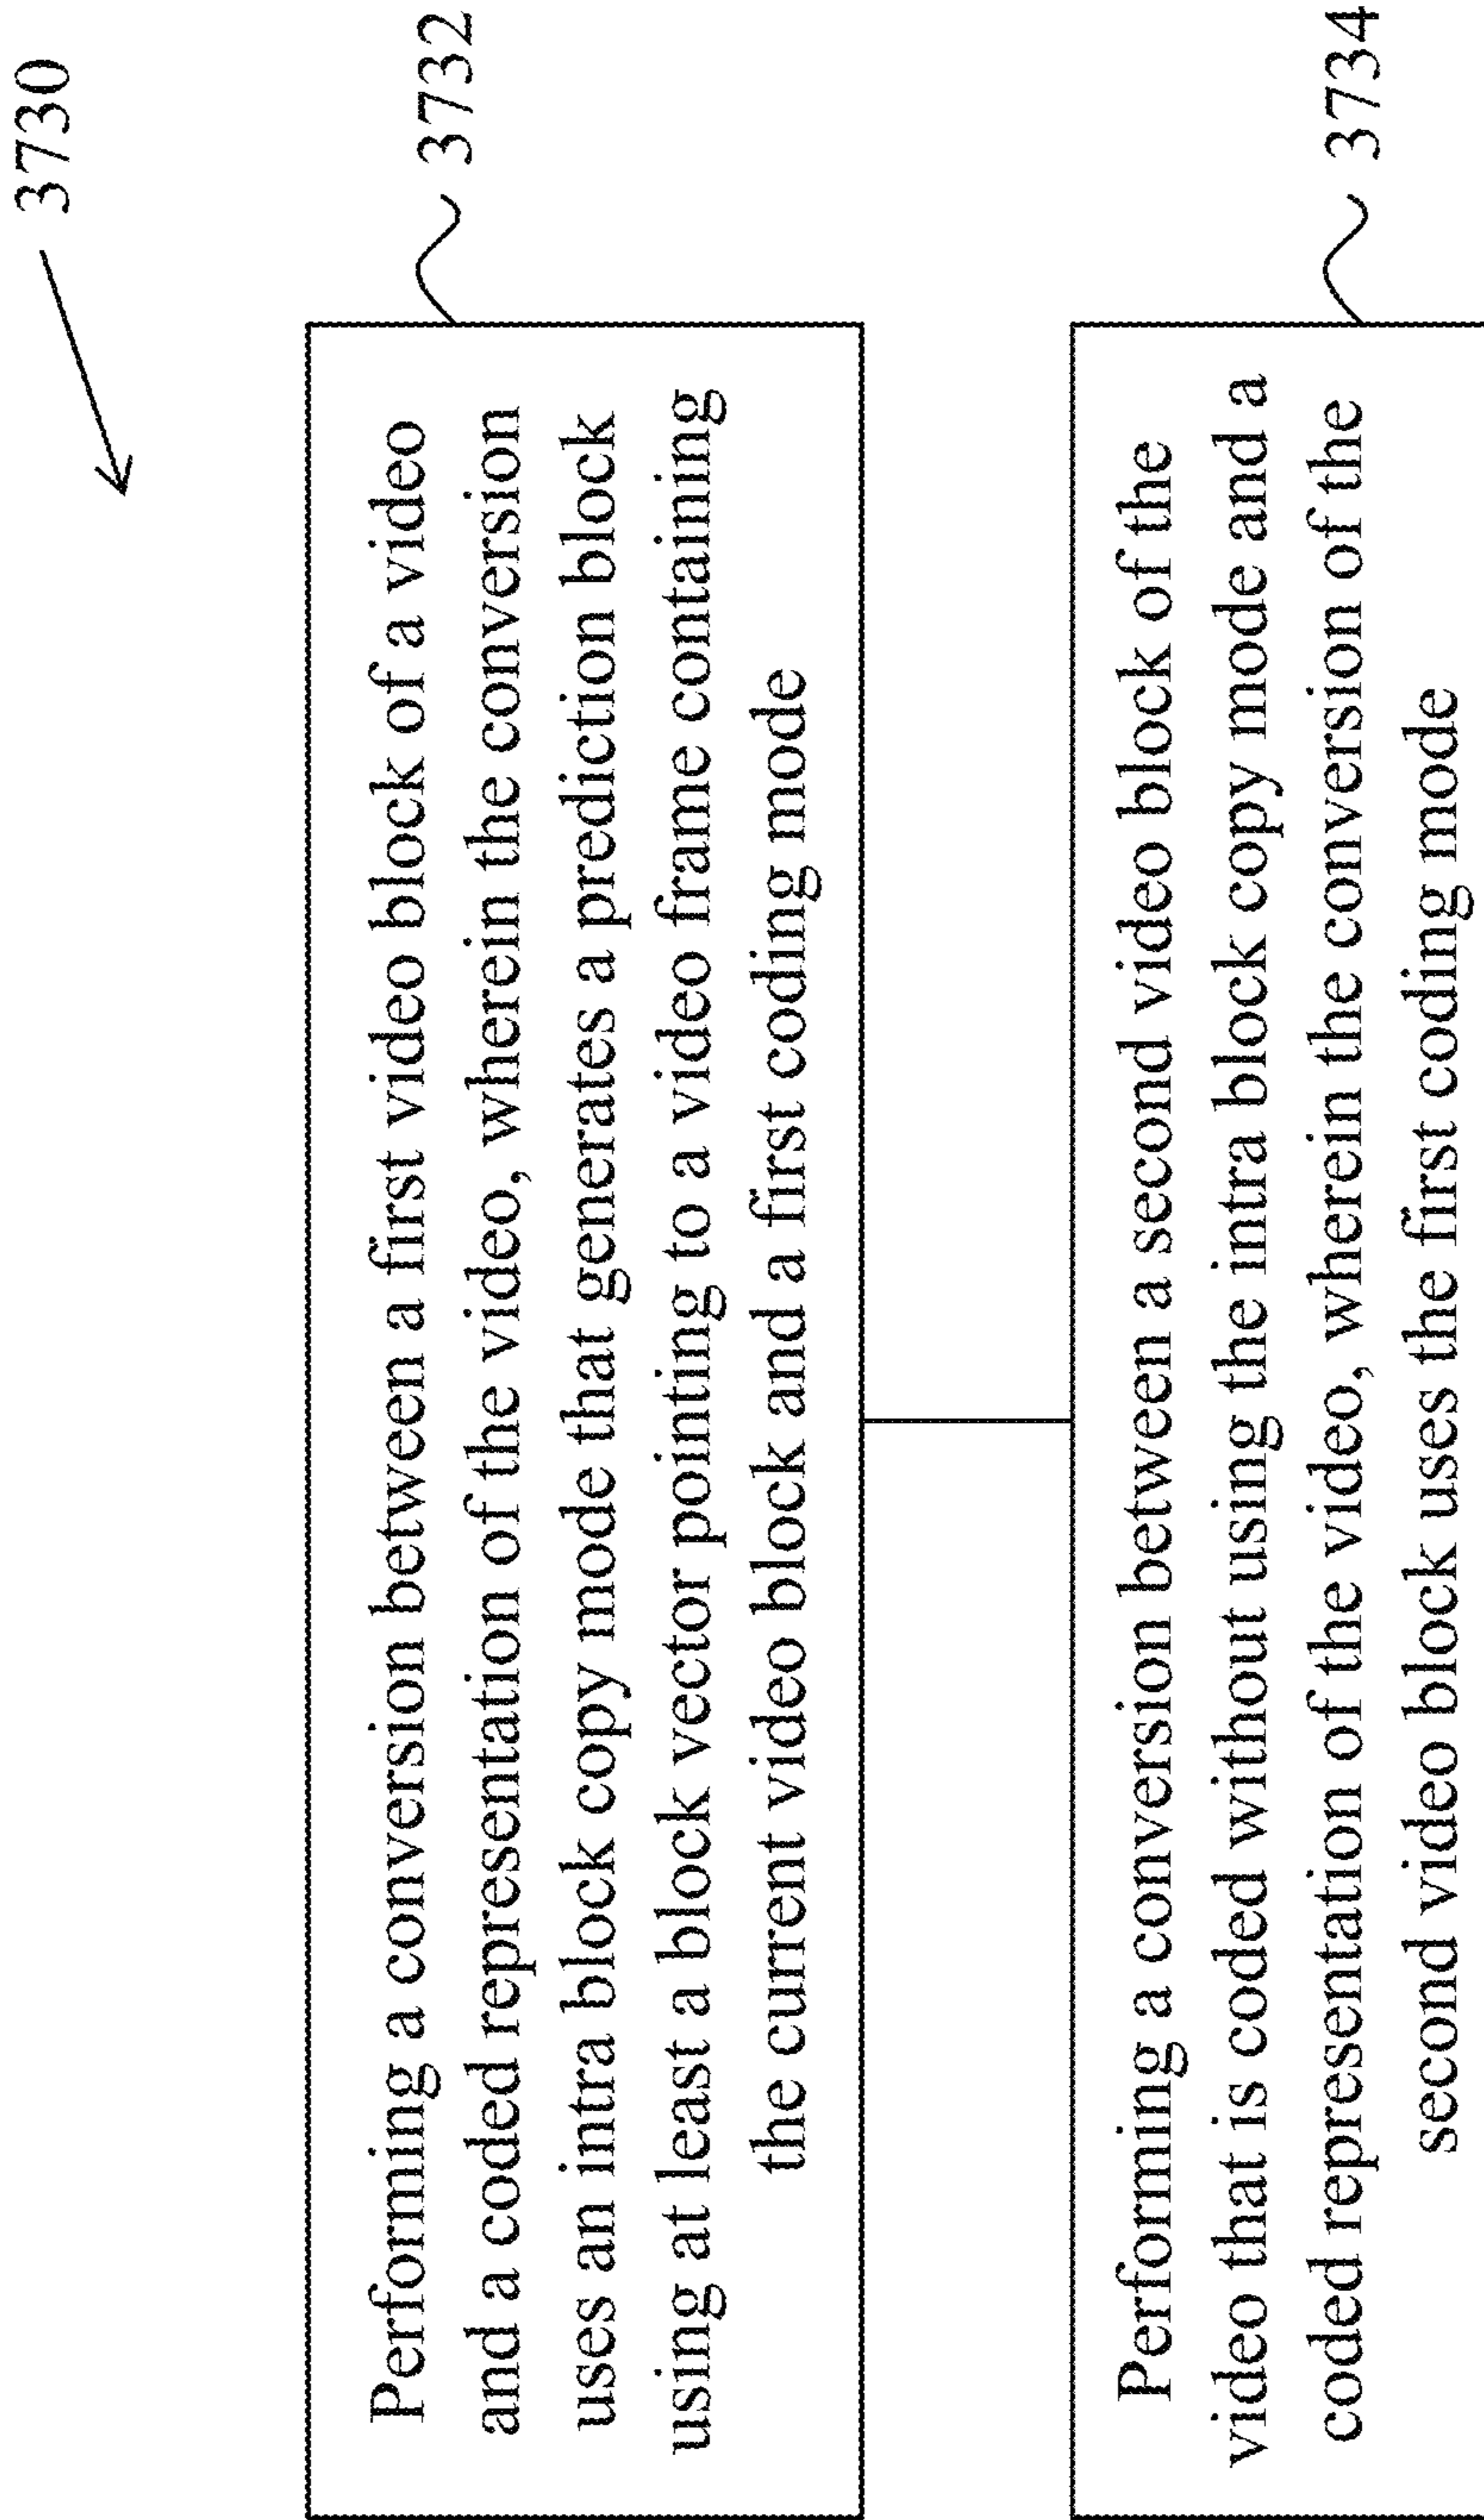 3730
Performing a conversion between a first video block of a video
and a coded representation of the video, wherein the conversion
uses an intra block copy mode that generates a prediction block
using at least a block vector pointing to a video frame containing
the current video block and a first coding mode
3732
Performing a conversion between a second video block of the
video that is coded without using the intra block copy mode and a
coded representation of the video, wherein the conversion of the
second video block uses the first coding mode
3734